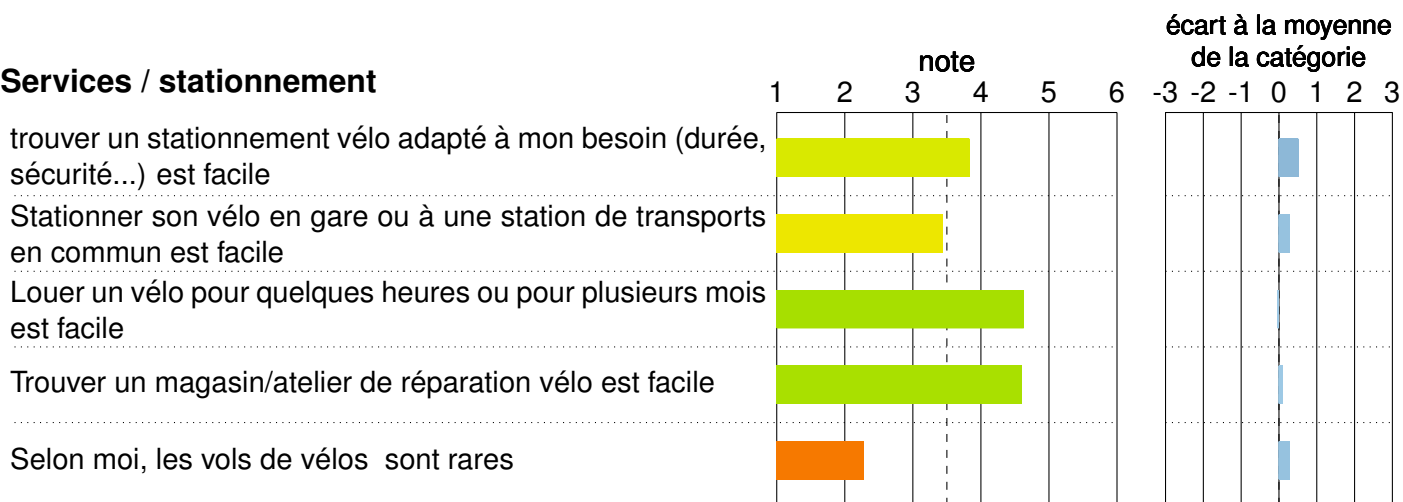 écart à la moyenne
de la catégorie
note
Services / stationnement
1 2 3 4 5 6 -3 -2 -1 0 1 2 3
trouver un stationnement vélo adapté à mon besoin (durée,
sécurité...) est facile
Stationner son vélo en gare ou à une station de transports
en commun est facile
Louer un vélo pour quelques heures ou pour plusieurs mois
est facile
Trouver un magasin/atelier de réparation vélo est facile
Selon moi, les vols de vélos sont rares